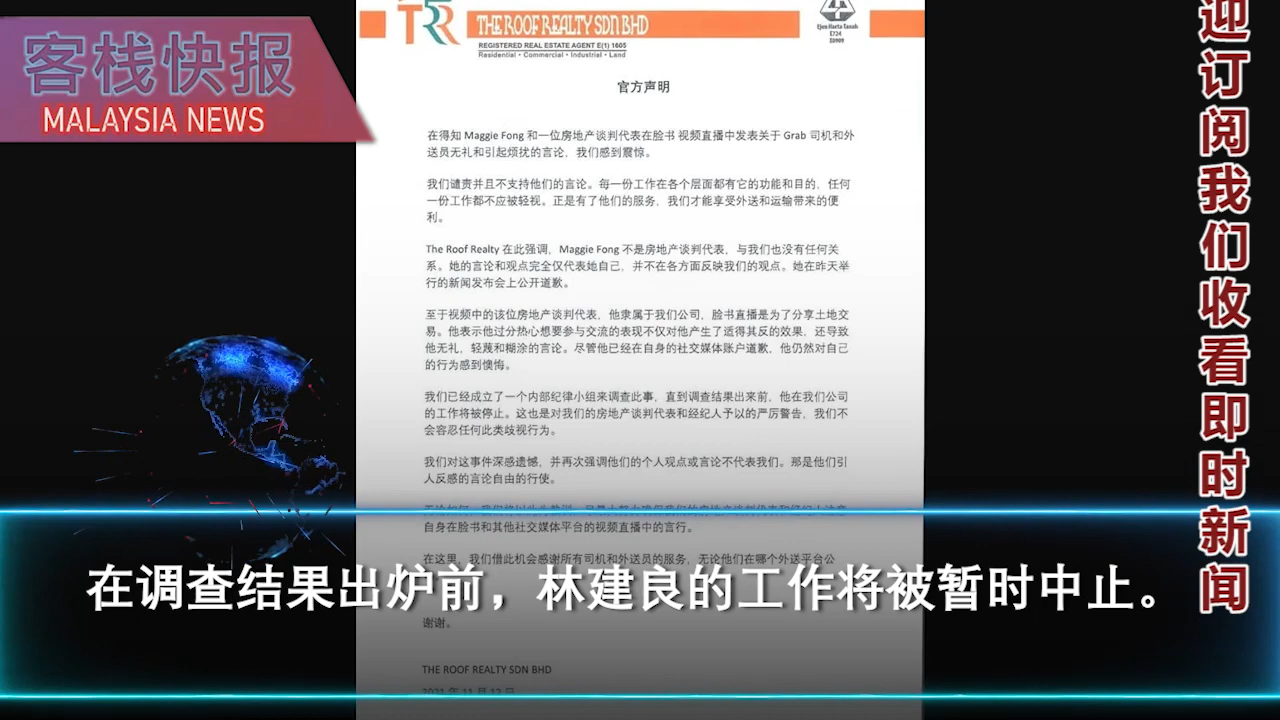 客栈快报
MALAYSIA NEWS
TRR
THE ROOF REALTY SDN BHD
REGISTERED REAL ESTATE AGENT E(1) 1605
Residential • Commercial • Industrial • Land
Ejen Harta Tanah
官方声明
在得知 Maggie Fong 和一位房地产谈判代表在脸书 视频直播中发表关于 Grab 司机和外
送员无礼和引起烦扰的言论，我们感到震惊。
我们谴责并且不支持他们的言论。每一份工作在各个层面都有它的功能和目的，任何
一份工作都不应被轻视。正是有了他们的服务，我们才能享受外送和运输带来的便
利。
The Roof Realty 在此强调，Maggie Fong 不是房地产谈判代表，与我们也没有任何关
系。她的言论和观点完全仅代表她自己，并不在各方面反映我们的观点。她在昨天举
行的新闻发布会上公开道歉。
至于视频中的该位房地产谈判代表，他隶属于我们公司，脸书直播是为了分享土地交
易。他表示他过分热心想要参与交流的表现不仅对他产生了适得其反的效果，还导致
他无礼，轻蔑和糊涂的言论。尽管他已经在自身的社交媒体账户道歉，他仍然对自己
的行为感到懊悔。
我们已经成立了一个内部纪律小组来调查此事，直到调查结果出来前，他在我们公司
的工作将被停止。这也是对我们的房地产谈判代表和经纪人予以的严厉警告，我们不
会容忍任何此类歧视行为。
我们对这事件深感遗憾，并再次强调他们的个人观点或言论不代表我们。那是他们引
人反感的言论自由的行使。
自身在脸书和其他社交媒体平台的视频直播中的言行。
在这里，我们借此机会感谢所有司机和外送员的服务，无论他们在哪个外送平台公
在调查结果出炉前，林建良的工作将被暂时中止。
谢谢。
THE ROOF REALTY SDN BHD
2021 年 11 月 12 日
迎订阅我们收看即时新闻